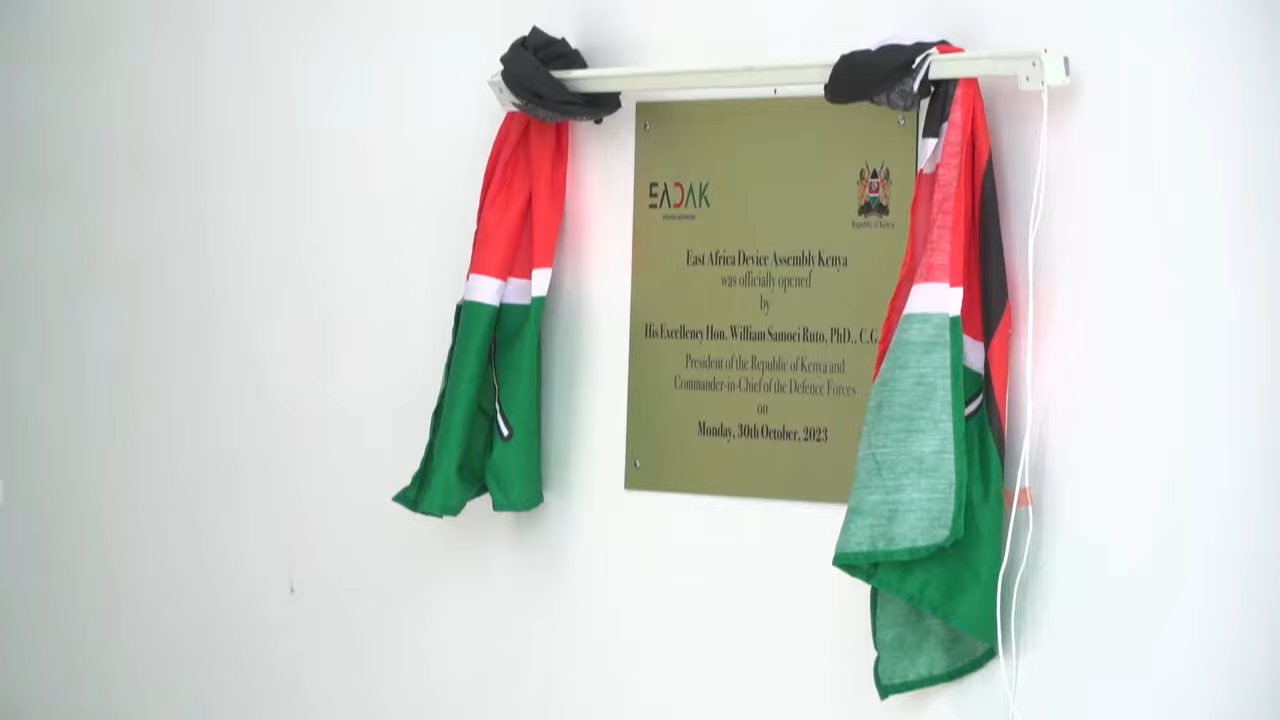 EADAK
Republic of Kenya
East Africa Device Assembly Kenya
was officially opened
by
His Excellency Hon. William Samoei Ruto, PhD., C.G.
President of the Republic of Kenya and
Commander-in-Chief of the Defence Forces
on
Monday, 30th October, 2023